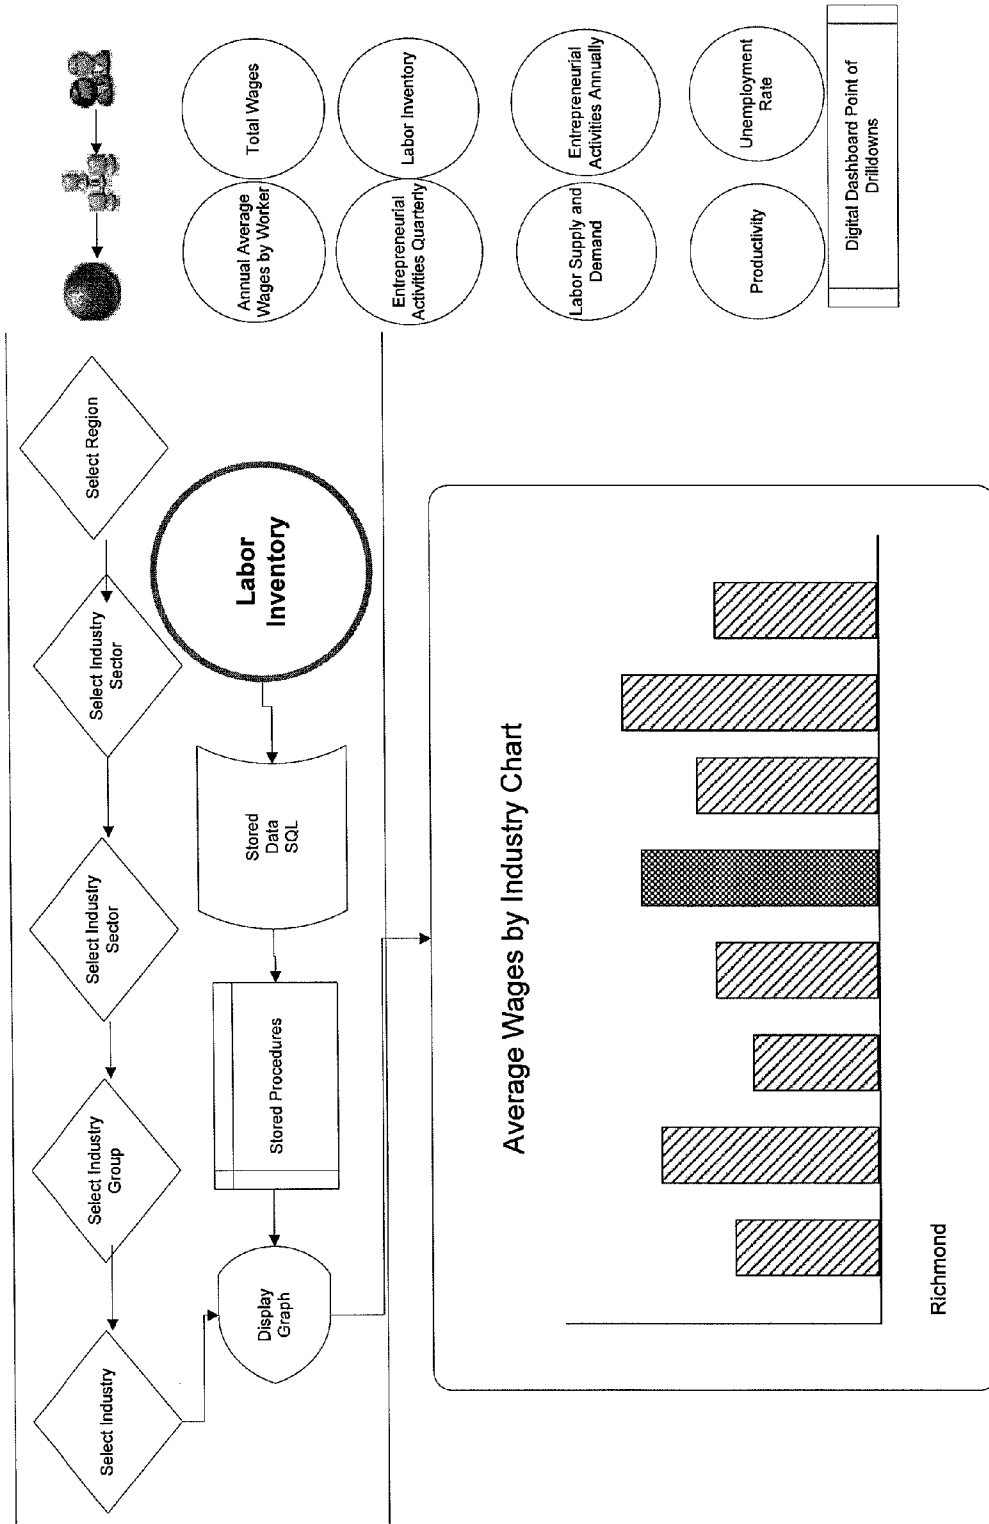 Select Industry
Select Industry
Group
Select Industry
Sector
Select Industry
Sector
Select Region
Display
Graph
Stored Procedures
Stored
Data
SQL
Labor
Inventory
Annual Average
Wages by Worker
Total Wages
Entrepreneurial
Activities Quarterly
Labor Inventory
Labor Supply and
Demand
Entrepreneurial
Activities Annually
Productivity
Unemployment
Rate
Digital Dashboard Point of
Drilldowns
Average Wages by Industry Chart
Richmond